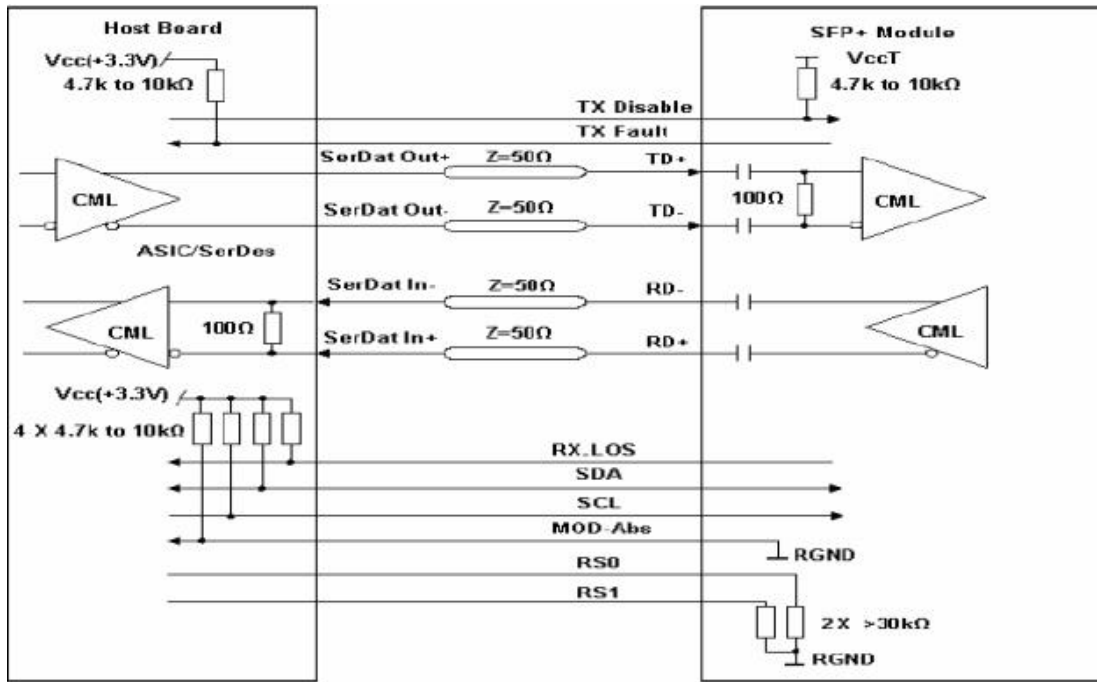 Host Board
SFP+ Module
Vcc(+3.3V)
4.7k to 10kΩ
VccT
4.7k to 10kΩ
TX Disable
TX Fault
SerDat Out+
Z=50Ω
TD+
CML
100Ω
CML
SerDat Out-
Z=50Ω
TD-
ASIC/SerDes
SerDat In-
Z=50Ω
RD-
CML
100Ω
CML
SerDat In+
Z=50Ω
RD+
Vcc(+3.3V)
4 X 4.7k to 10kΩ
RX.LOS
SDA
SCL
MOD-Abs
RGND
RS0
RS1
2X >30kΩ
RGND